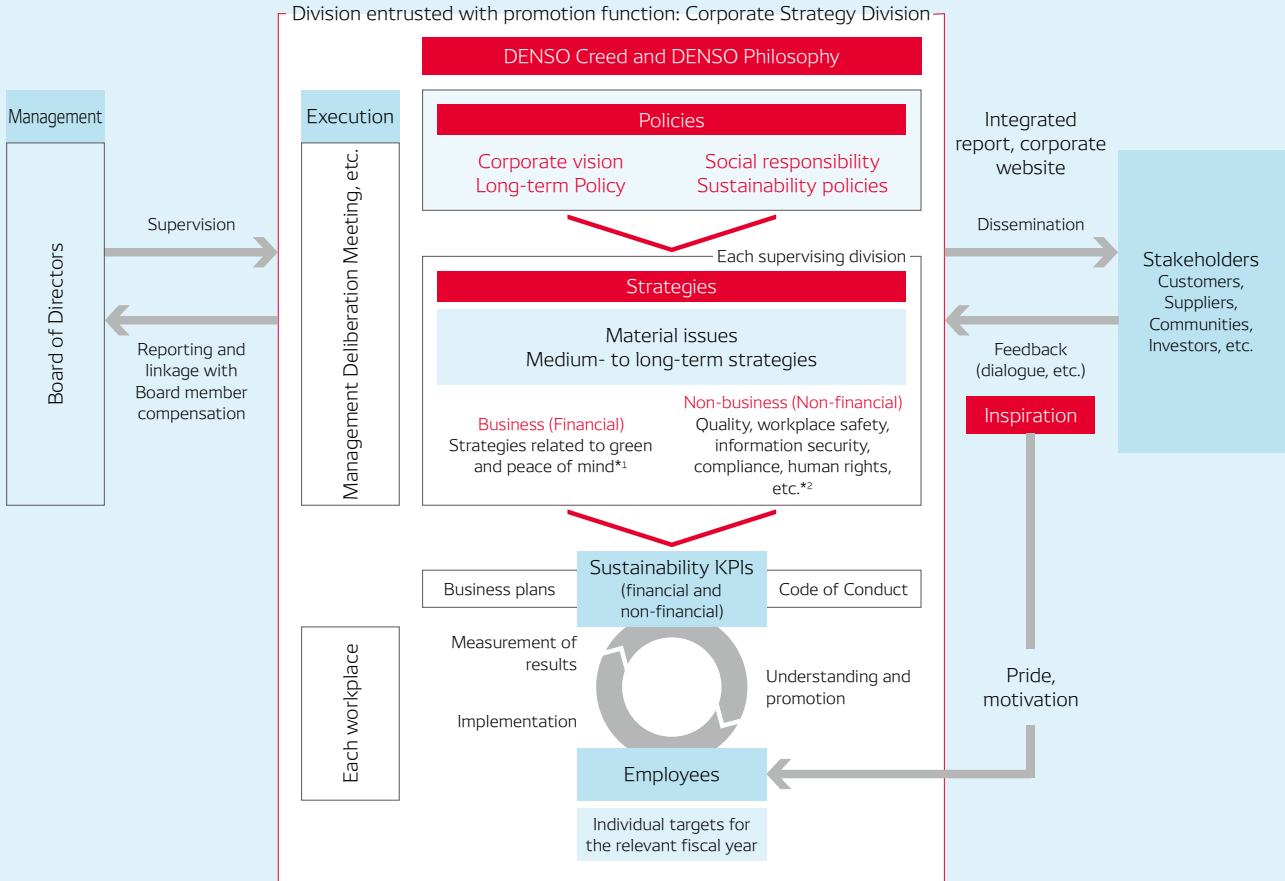 Division entrusted with promotion function: Corporate Strategy Division
DENSO Creed and DENSO Philosophy
Management
Board of Directors
Supervision
Reporting and
linkage with
Board member
compensation
Execution
Management Deliberation Meeting, etc.
Policies
Corporate vision
Long-term Policy
Social responsibility
Sustainability policies
Each supervising division
Strategies
Material issues
Medium- to long-term strategies
Business (Financial)
Strategies related to green
and peace of mind*1
Non-business (Non-financial)
Quality, workplace safety,
information security,
compliance, human rights,
etc.*2
Integrated
report, corporate
website
Dissemination
Feedback
(dialogue, etc.)
Inspiration
Stakeholders
Customers,
Suppliers,
Communities,
Investors, etc.
Business plans
Sustainability KPIs
(financial and
non-financial)
Code of Conduct
Each workplace
Measurement of
results
Implementation
Understanding and
promotion
Pride,
motivation
Employees
Individual targets for
the relevant fiscal year